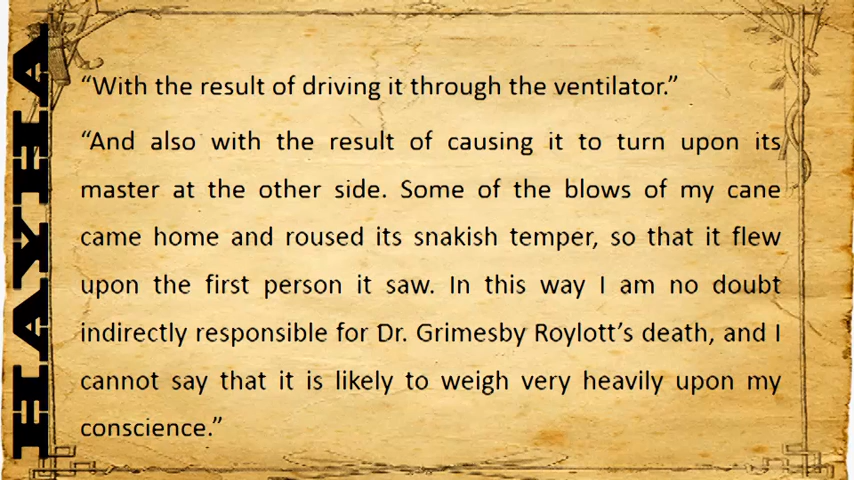 HAYHA
“With the result of driving it through the ventilator.”
“And also with the result of causing it to turn upon its
master at the other side. Some of the blows of my cane
came home and roused its snakish temper, so that it flew
upon the first person it saw. In this way I am no doubt
indirectly responsible for Dr. Grimesby Roylott’s death, and I
cannot say that it is likely to weigh very heavily upon my
conscience.”